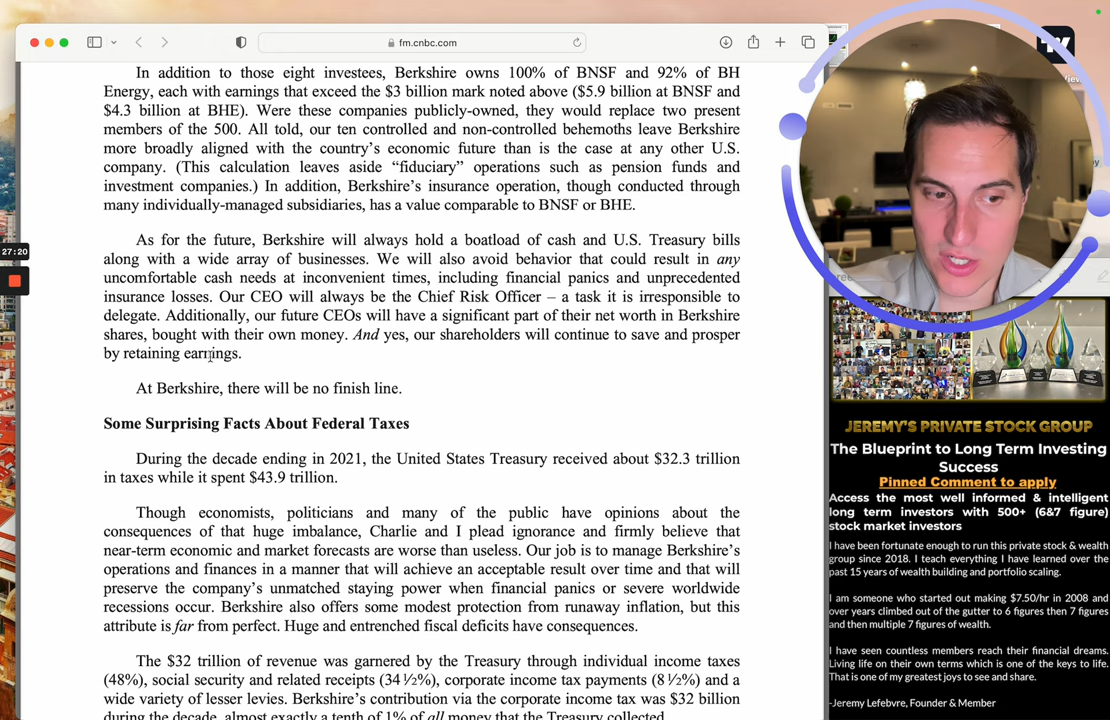 fm.cnbc.com
In addition to those eight investees, Berkshire owns 100% of BNSF and 92% of BH
Energy, each with earnings that exceed the $3 billion mark noted above ($5.9 billion at BNSF and
$4.3 billion at BHE). Were these companies publicly-owned, they would replace two present
members of the 500. All told, our ten controlled and non-controlled behemoths leave Berkshire
more broadly aligned with the country’s economic future than is the case at any other U.S.
company. (This calculation leaves aside “fiduciary” operations such as pension funds and
investment companies.) In addition, Berkshire’s insurance operation, though conducted through
many individually-managed subsidiaries, has a value comparable to BNSF or BHE.
As for the future, Berkshire will always hold a boatload of cash and U.S. Treasury bills
along with a wide array of businesses. We will also avoid behavior that could result in any
uncomfortable cash needs at inconvenient times, including financial panics and unprecedented
insurance losses. Our CEO will always be the Chief Risk Officer – a task it is irresponsible to
delegate. Additionally, our future CEOs will have a significant part of their net worth in Berkshire
shares, bought with their own money. And yes, our shareholders will continue to save and prosper
by retaining earnings.
At Berkshire, there will be no finish line.
Some Surprising Facts About Federal Taxes
During the decade ending in 2021, the United States Treasury received about $32.3 trillion
in taxes while it spent $43.9 trillion.
Though economists, politicians and many of the public have opinions about the
consequences of that huge imbalance, Charlie and I plead ignorance and firmly believe that
near-term economic and market forecasts are worse than useless. Our job is to manage Berkshire’s
operations and finances in a manner that will achieve an acceptable result over time and that will
preserve the company’s unmatched staying power when financial panics or severe worldwide
recessions occur. Berkshire also offers some modest protection from runaway inflation, but this
attribute is far from perfect. Huge and entrenched fiscal deficits have consequences.
The $32 trillion of revenue was garnered by the Treasury through individual income taxes
(48%), social security and related receipts (34½%), corporate income tax payments (8½%) and a
wide variety of lesser levies. Berkshire’s contribution via the corporate income tax was $32 billion
during the decade, almost exactly a tenth of 1% of all money that the Treasury collected.
27:20
JEREMY'S PRIVATE STOCK GROUP
The Blueprint to Long Term Investing
Success
Pinned Comment to apply
Access the most well informed & intelligent
long term investors with 500+ (6&7 figure)
stock market investors
I have been fortunate enough to run this private stock & wealth
group since 2018. I teach everything I have learned over the
past 15 years of wealth building and portfolio scaling.
I am someone who started out making $7.50/hr in 2008 and
over years climbed out of the gutter to 6 figures then 7 figures
and then multiple 7 figures of wealth.
I have seen countless members reach their financial dreams.
Living life on their own terms which is one of the keys to life.
That is one of my greatest joys to see and share.
-Jeremy Lefebvre, Founder & Member